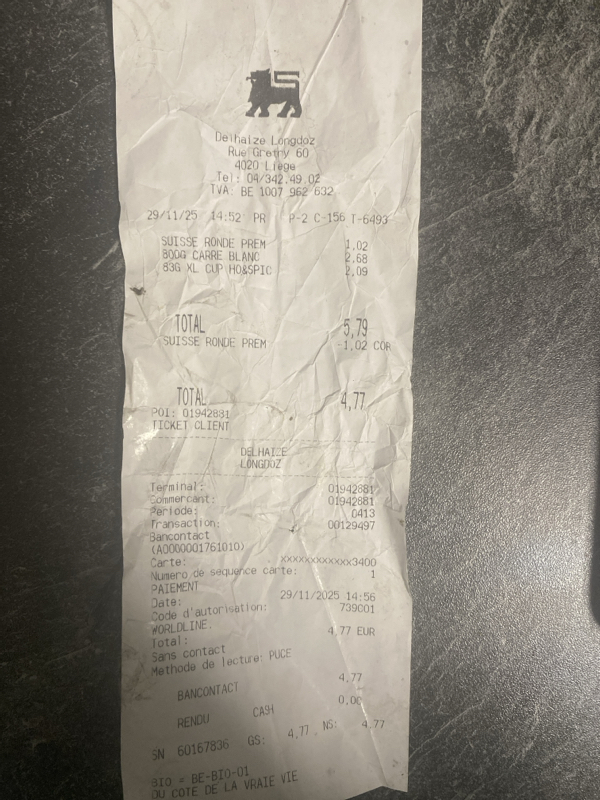 Delhaize Longdoz
Rue Gretry 60
4020 Liege
Tel: 04/342.49.02
TVA: BE 1007 962 632
29/11/25 14:52 PR P-2 C-156 T-6493
SUISSE RONDE PREM 1,02
800G CARRE BLANC 2,68
83G XL CUP HO&SPIC 2,09
TOTAL 5,79
SUISSE RONDE PREM -1,02 COR
TOTAL 4,77
POI: 01942881
TICKET CLIENT
DELHAIZE
LONGDOZ
Terminal: 01942881
Commercant: 01942881
Periode: 0413
Transaction: 00129497
Bancontact
(A0000001761010)
Carte: xxxxxxxxxxxx3400
Numero de sequence carte: 1
PAIEMENT
Date: 29/11/2025 14:56
Code d'autorisation: 739001
WORLDLINE.
Total: 4,77 EUR
Sans contact
Methode de lecture: PUCE
BANCONTACT 4,77
RENDU CASH 0,00
SN 60167836 GS: 4,77, NS: 4,77
BIO = BE-BIO-01
DU COTE DE LA VRAIE VIE